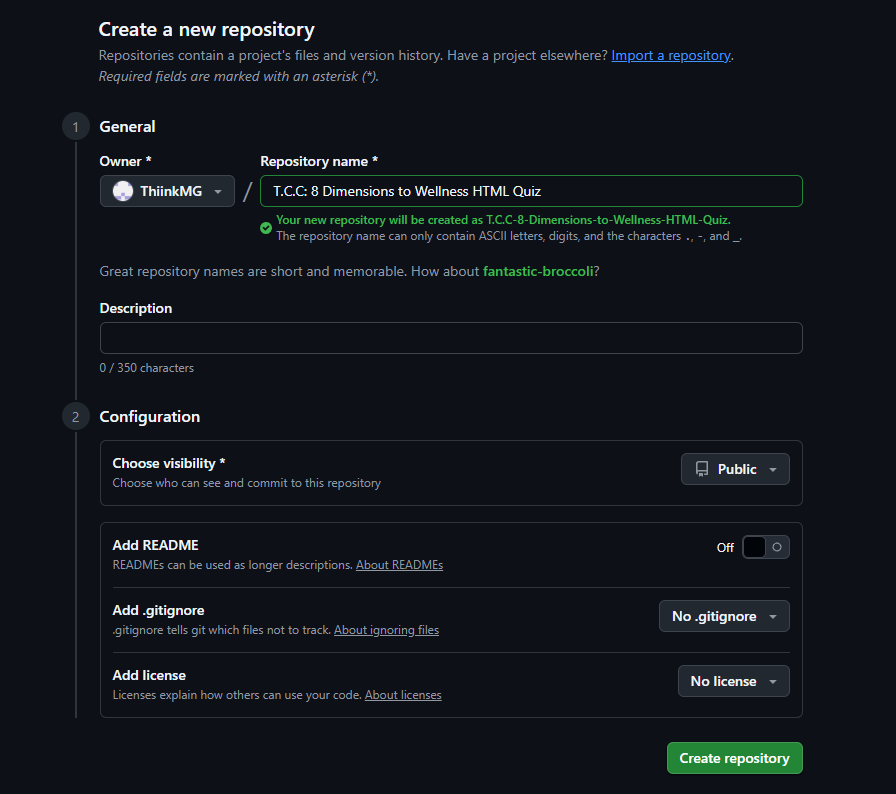 Create a new repository
Repositories contain a project's files and version history. Have a project elsewhere? Import a repository.
Required fields are marked with an asterisk (*).
1 General
Owner * Repository name *
ThiinkMG / T.C.C: 8 Dimensions to Wellness HTML Quiz
Your new repository will be created as T.C.C-8-Dimensions-to-Wellness-HTML-Quiz.
The repository name can only contain ASCII letters, digits, and the characters ., -, and _.
Great repository names are short and memorable. How about fantastic-broccoli?
Description
0 / 350 characters
2 Configuration
Choose visibility *
Choose who can see and commit to this repository
Public
Add README
READMEs can be used as longer descriptions. About READMEs
Off
Add .gitignore
.gitignore tells git which files not to track. About ignoring files
No .gitignore
Add license
Licenses explain how others can use your code. About licenses
No license
Create repository